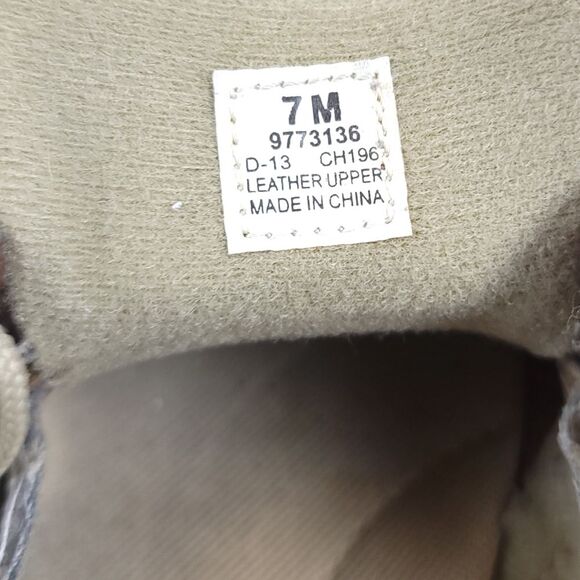 7 M
9773136
D-13 CH196
LEATHER UPPER
MADE IN CHINA